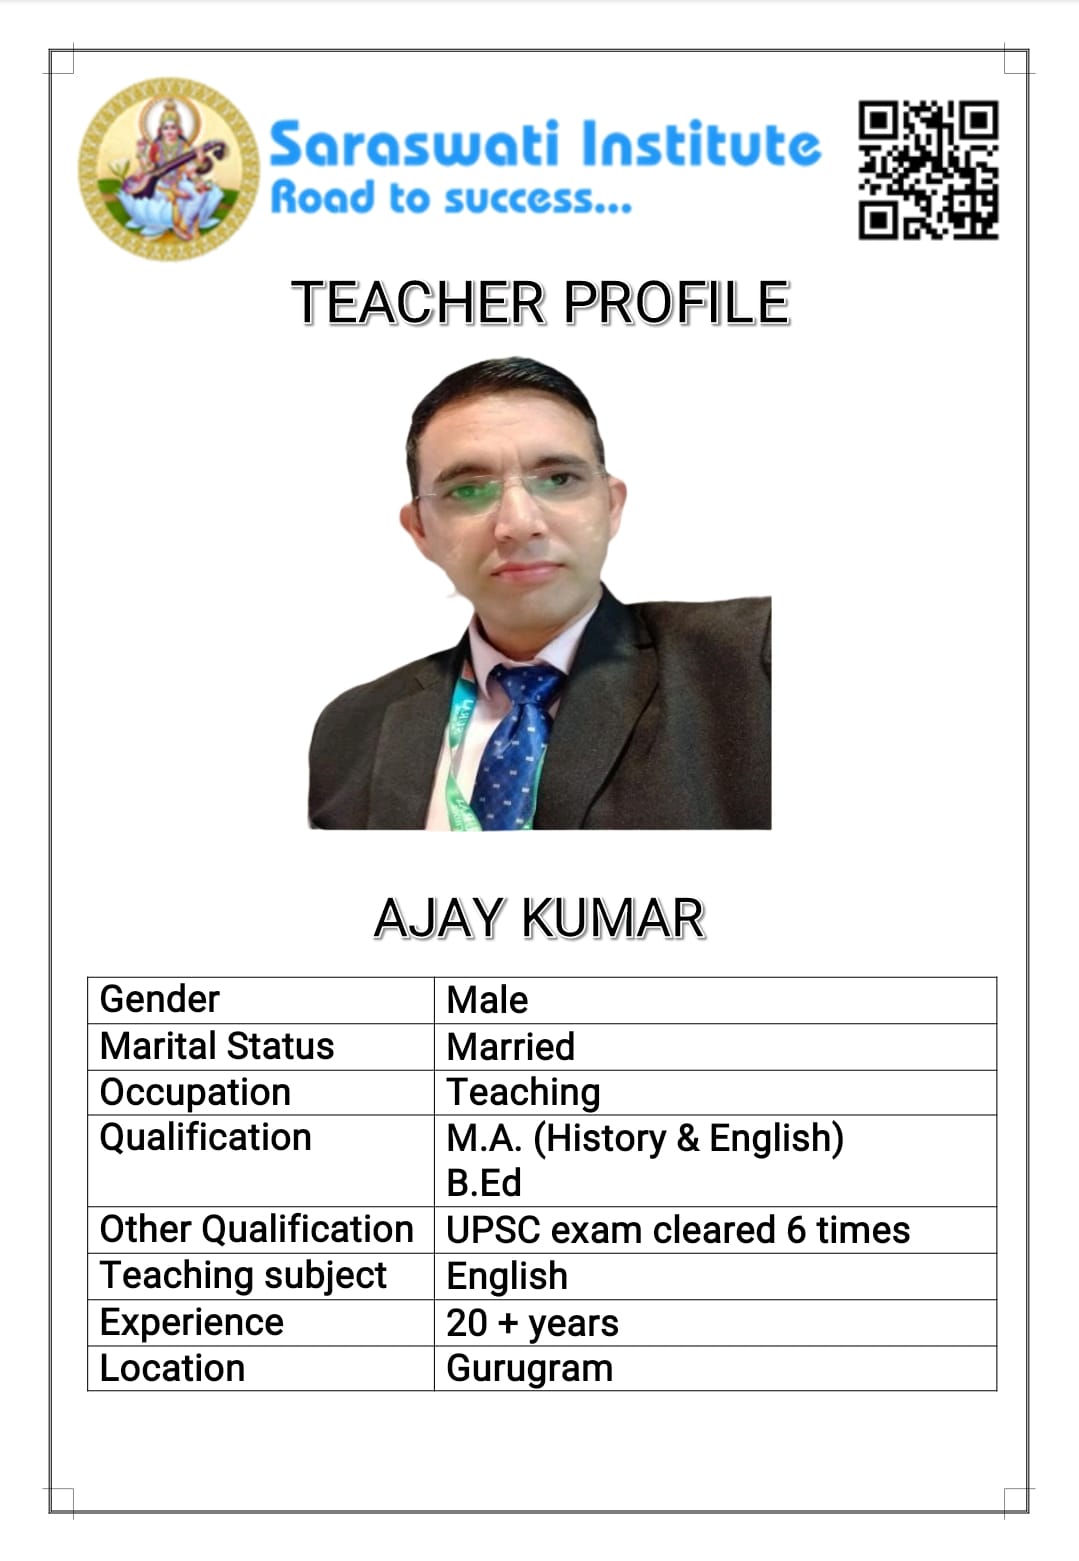 Saraswati Institute
Road to success...
TEACHER PROFILE
AJAY KUMAR
Gender Male
Marital Status Married
Occupation Teaching
Qualification M.A. (History & English)
B.Ed
Other Qualification UPSC exam cleared 6 times
Teaching subject English
Experience 20 + years
Location Gurugram